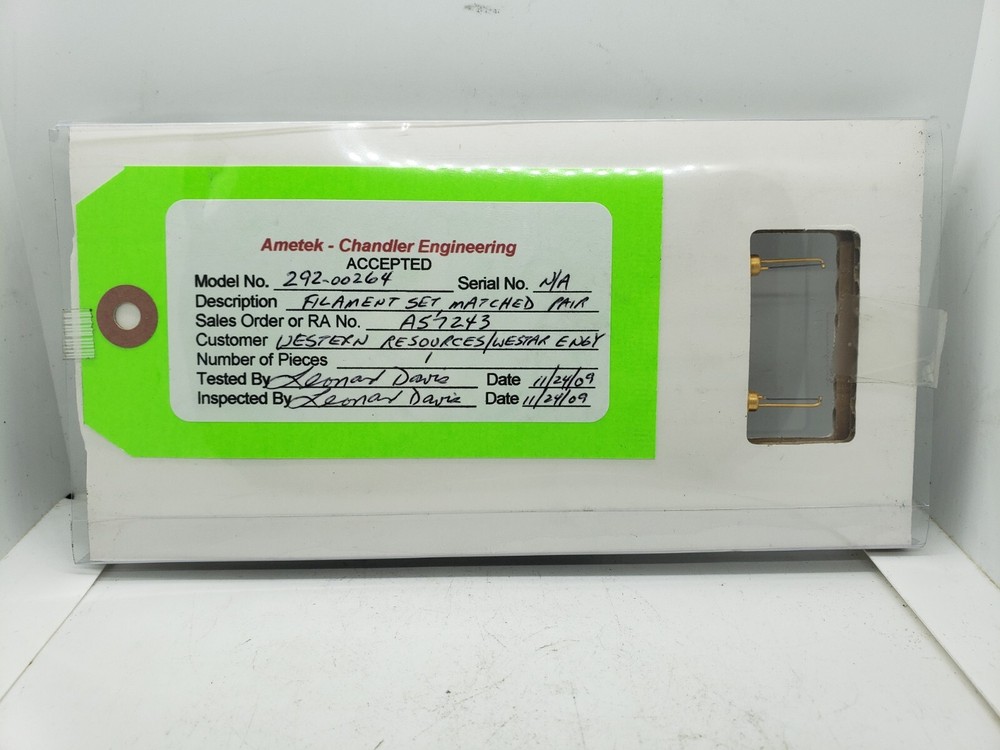 Ametek - Chandler Engineering
ACCEPTED
Model No. 292-00264 Serial No. N/A
Description FILAMENT SET, MATCHED PAIR
Sales Order or RA No. A57243
Customer WESTERN RESOURCES/WESTAR ENGY
Number of Pieces 1
Tested By Leonard Davis Date 11/24/09
Inspected By Leonard Davis Date 11/24/09